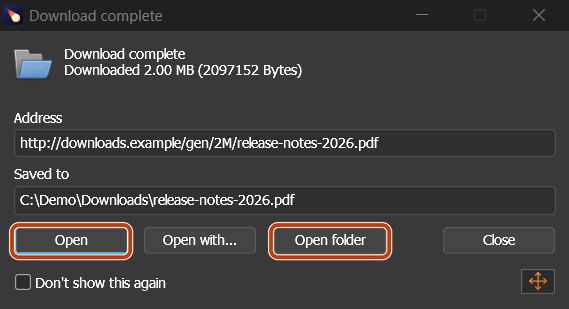 Download complete
Download complete
Downloaded 2.00 MB (2097152 Bytes)
Address
http://downloads.example/gen/2M/release-notes-2026.pdf
Saved to
C:\Demo\Downloads\release-notes-2026.pdf
Open
Open with...
Open folder
Close
Don't show this again